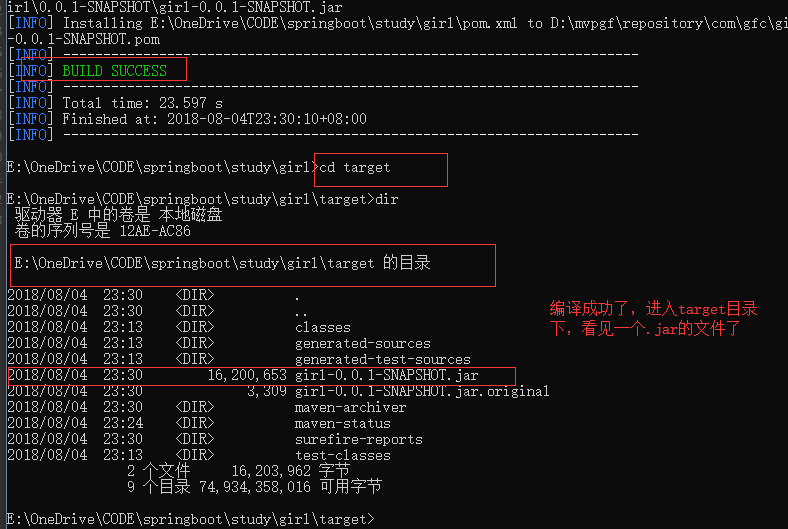 irl\0.0.1-SNAPSHOT\girl-0.0.1-SNAPSHOT.jar
[INFO] Installing E:\OneDrive\CODE\springboot\study\girl\pom.xml to D:\mvpgf\repository\com\gfc\gi
-0.0.1-SNAPSHOT.pom
[INFO] ------------------------------------------------------------------------
[INFO] BUILD SUCCESS
[INFO] ------------------------------------------------------------------------
[INFO] Total time: 23.597 s
[INFO] Finished at: 2018-08-04T23:30:10+08:00
[INFO] ------------------------------------------------------------------------
E:\OneDrive\CODE\springboot\study\girl>cd target
E:\OneDrive\CODE\springboot\study\girl\target>dir
驱动器 E 中的卷是 本地磁盘
卷的序列号是 12AE-AC86
E:\OneDrive\CODE\springboot\study\girl\target 的目录
2018/08/04  23:30    <DIR>          .
2018/08/04  23:30    <DIR>          ..
2018/08/04  23:13    <DIR>          classes
2018/08/04  23:13    <DIR>          generated-sources
2018/08/04  23:13    <DIR>          generated-test-sources
2018/08/04  23:30        16,200,653 girl-0.0.1-SNAPSHOT.jar
2018/08/04  23:30             3,309 girl-0.0.1-SNAPSHOT.jar.original
2018/08/04  23:30    <DIR>          maven-archiver
2018/08/04  23:24    <DIR>          maven-status
2018/08/04  23:30    <DIR>          surefire-reports
2018/08/04  23:13    <DIR>          test-classes
2 个文件     16,203,962 字节
9 个目录 74,934,358,016 可用字节
E:\OneDrive\CODE\springboot\study\girl\target>
编译成功了，进入target目录
下，看见一个.jar的文件了